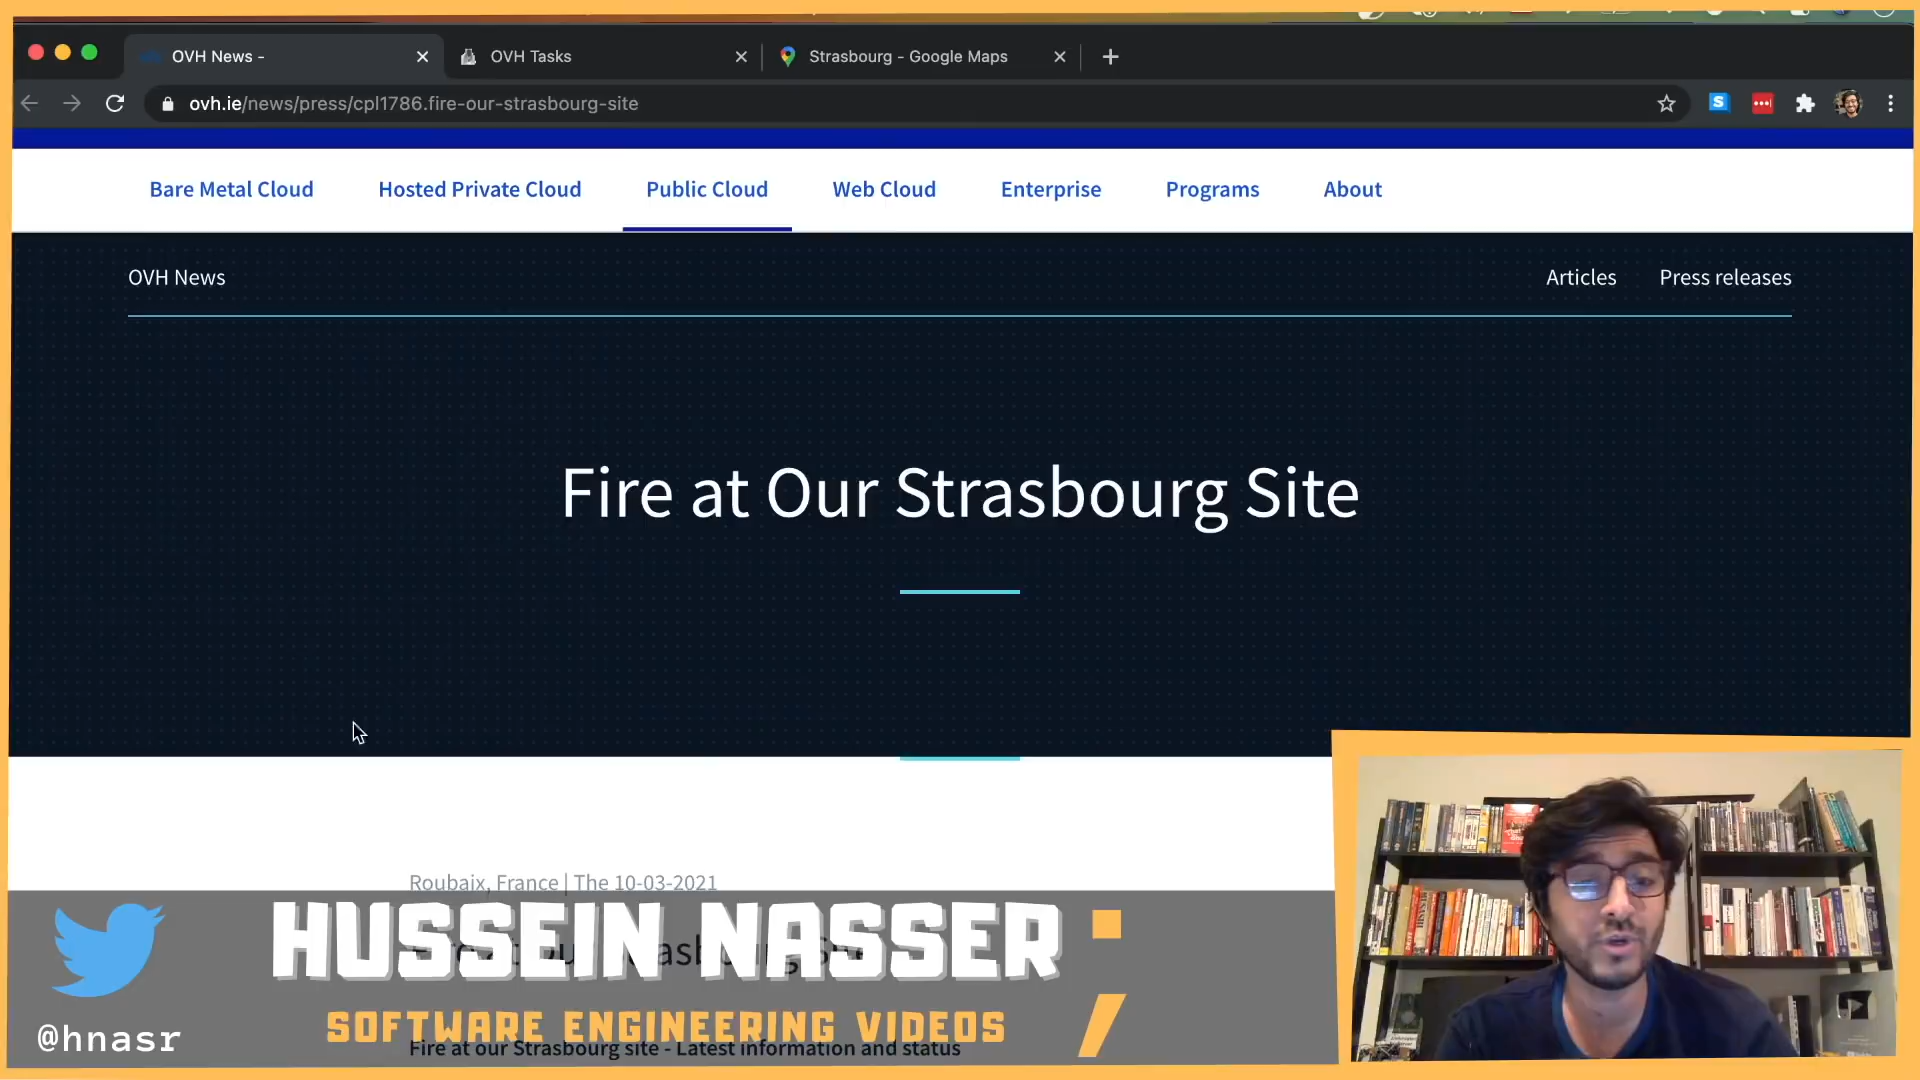 OVH News -
OVH Tasks
Strasbourg - Google Maps
ovh.ie/news/press/cpl1786.fire-our-strasbourg-site
Bare Metal Cloud
Hosted Private Cloud
Public Cloud
Web Cloud
Enterprise
Programs
About
OVH News
Articles
Press releases
Fire at Our Strasbourg Site
Roubaix, France | The 10-03-2021
HUSSEIN NASSER ;
SOFTWARE ENGINEERING VIDEOS
@hnasr
Fire at our Strasbourg site - Latest information and status